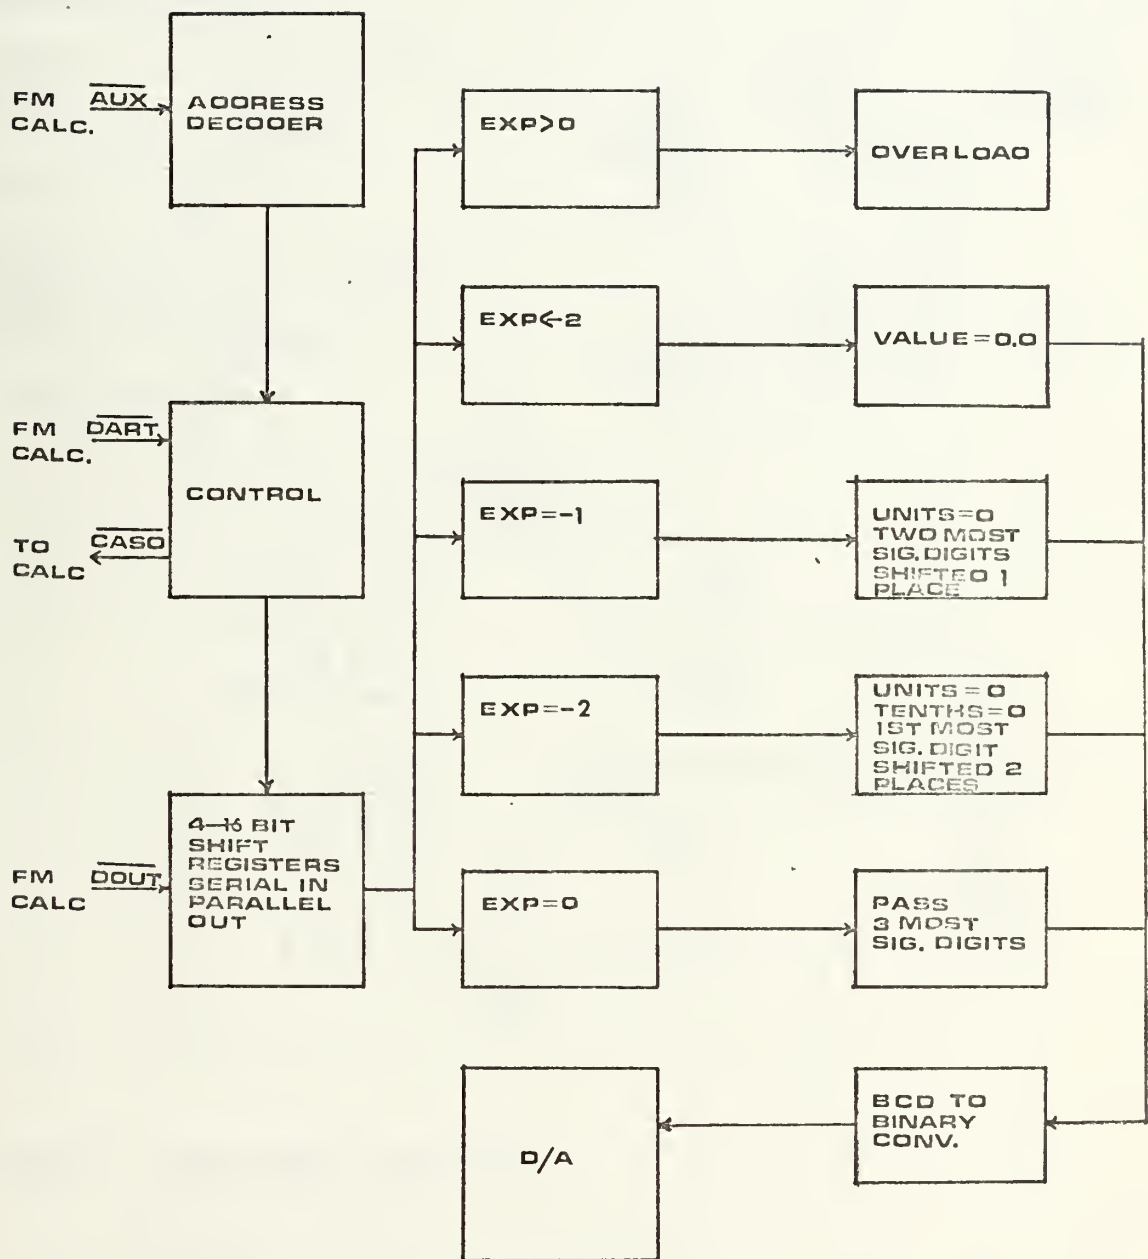 FM AUX
CALC.
ADDRESS
DECODER
FM DART
CALC.
TO CASO
CALC
CONTROL
FM DOUT
CALC
4-16 BIT
SHIFT
REGISTERS
SERIAL IN
PARALLEL
OUT
EXP>0
OVERLOAD
EXP<-2
VALUE=0.0
EXP=-1
UNITS=0
TWO MOST
SIG. DIGITS
SHIFTED 1
PLACE
EXP=-2
UNITS=0
TENTHS=0
1ST MOST
SIG. DIGIT
SHIFTED 2
PLACES
EXP=0
PASS
3 MOST
SIG. DIGITS
BCD TO
BINARY
CONV.
D/A